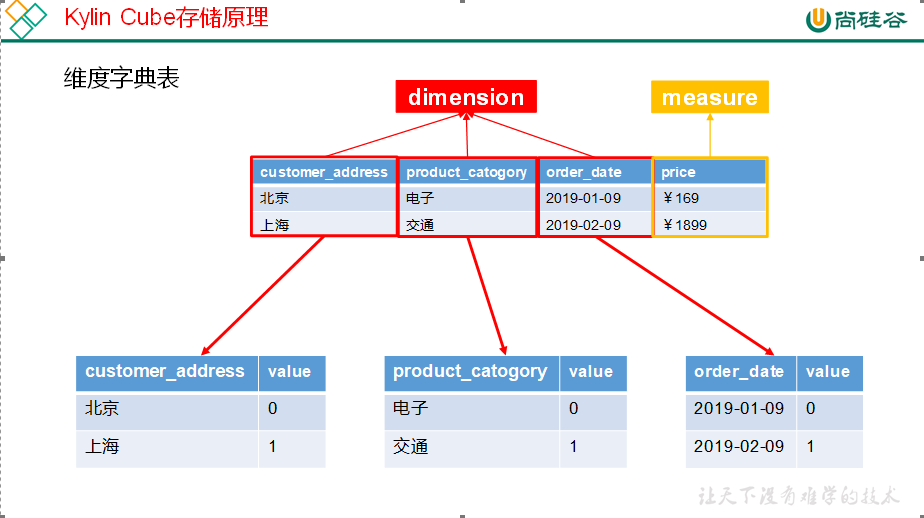 Kylin Cube存储原理
尚硅谷
维度字典表
dimension
measure
customer_address product_catogory order_date price
北京 电子 2019-01-09 ￥169
上海 交通 2019-02-09 ￥1899
customer_address value
北京 0
上海 1
product_catogory value
电子 0
交通 1
order_date value
2019-01-09 0
2019-02-09 1
让天下没有难学的技术